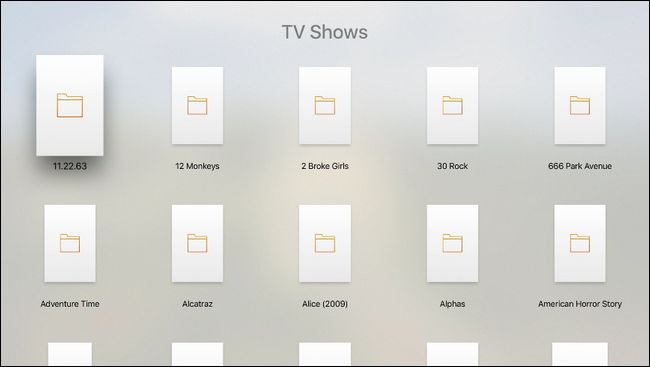 TV Shows
11.22.63
12 Monkeys
2 Broke Girls
30 Rock
666 Park Avenue
Adventure Time
Alcatraz
Alice (2009)
Alphas
American Horror Story